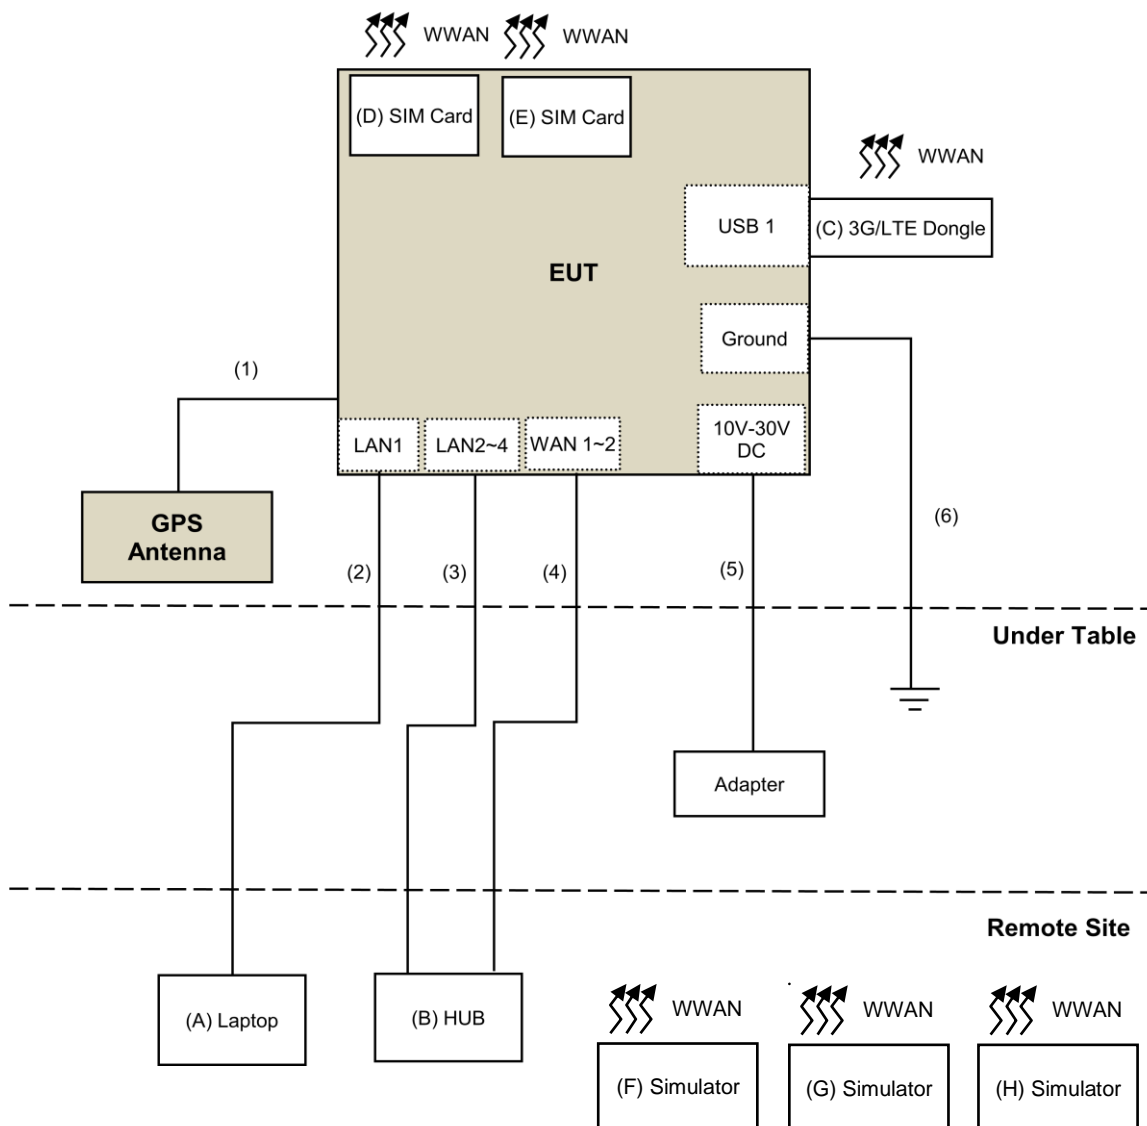 WWAN
WWAN
(D) SIM Card
(E) SIM Card
WWAN
USB 1
(C) 3G/LTE Dongle
EUT
Ground
(1)
LAN1
LAN2~4
WAN 1~2
10V-30V
DC
GPS
Antenna
(6)
(2)
(3)
(4)
(5)
Under Table
Adapter
Remote Site
(A) Laptop
(B) HUB
WWAN
WWAN
WWAN
(F) Simulator
(G) Simulator
(H) Simulator